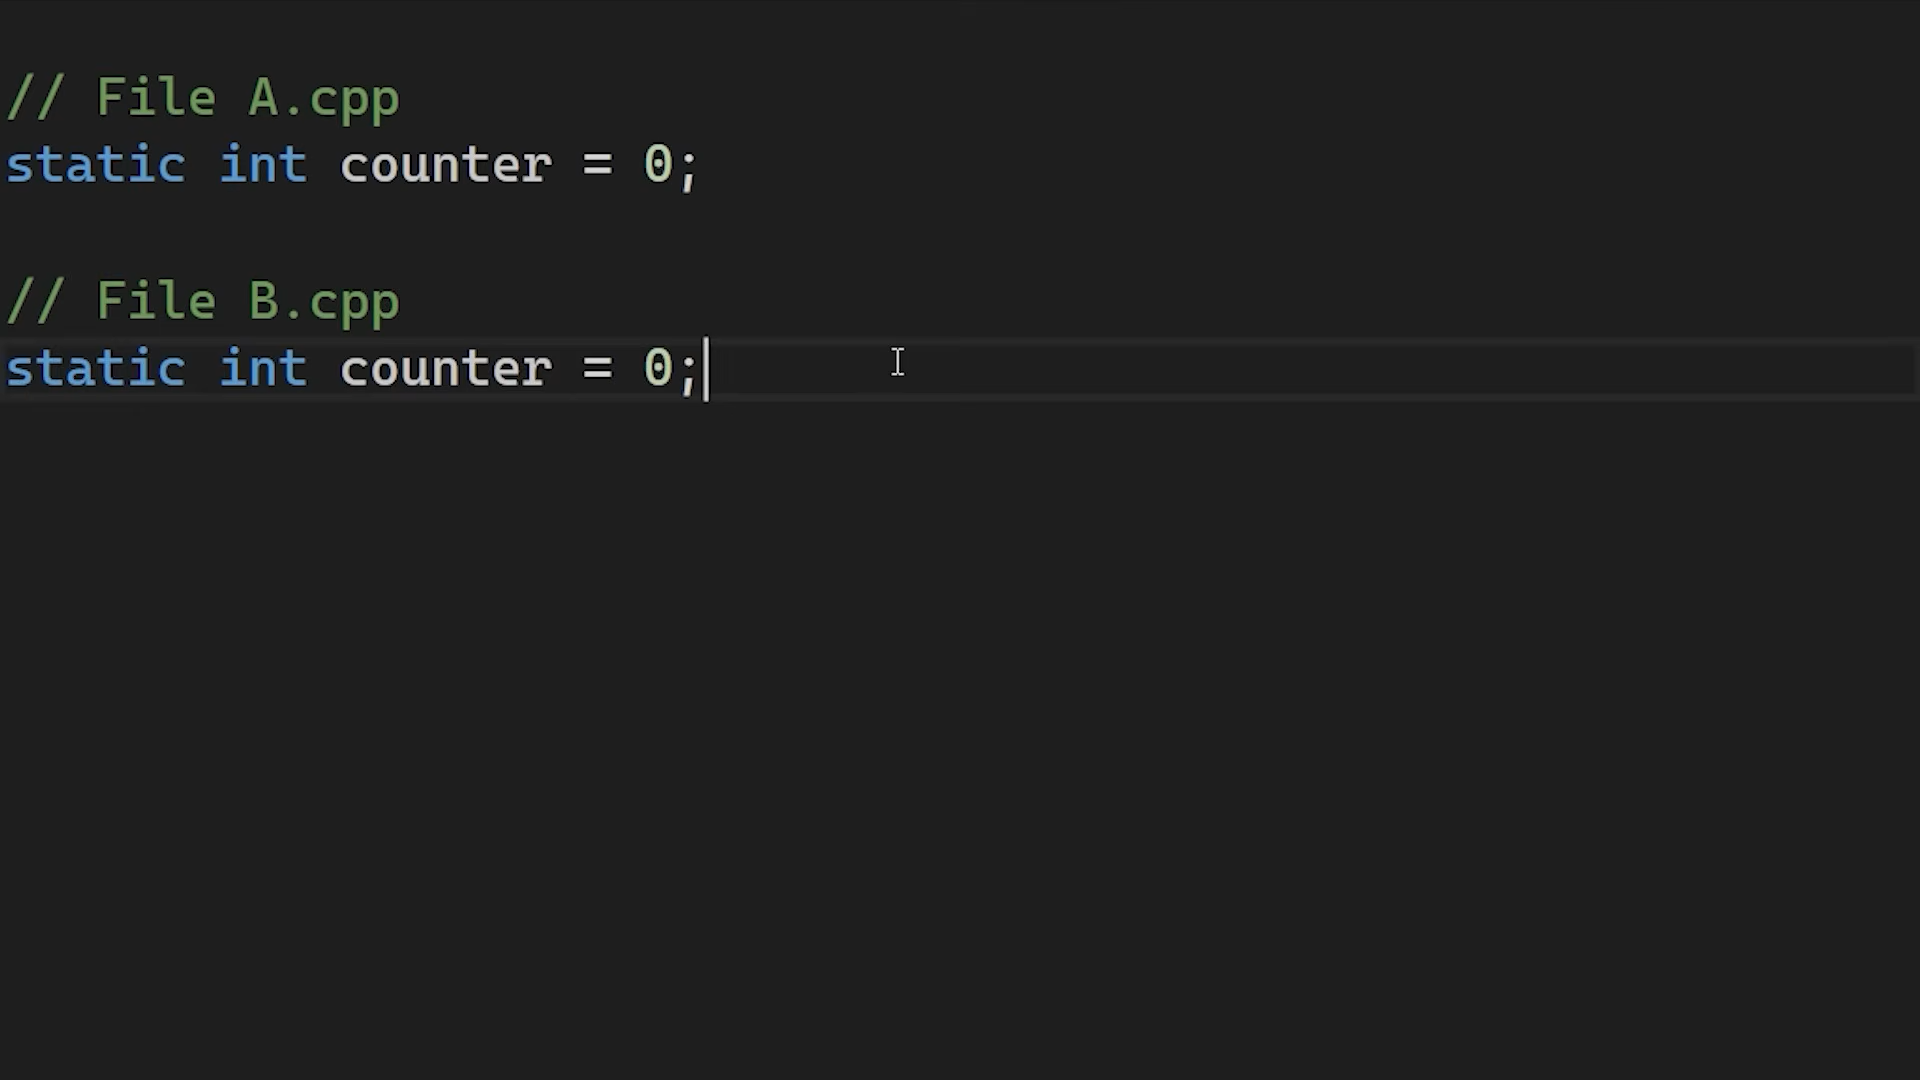 // File A.cpp
static int counter = 0;
// File B.cpp
static int counter = 0;